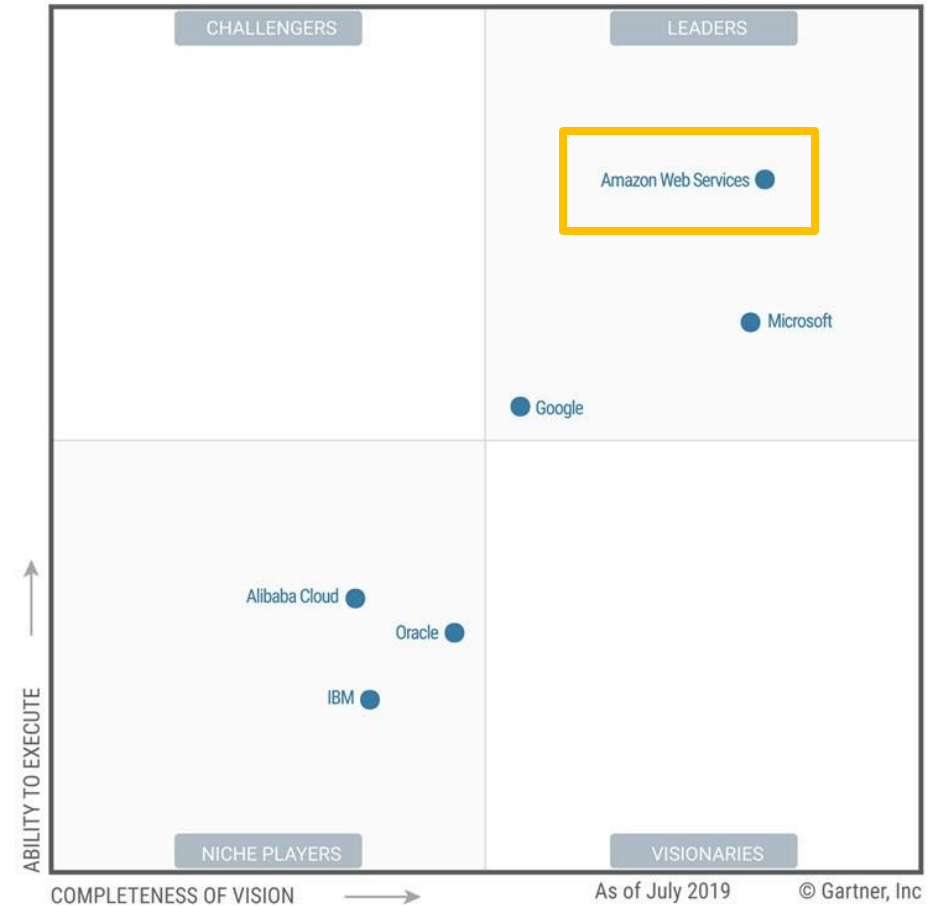 CHALLENGERS
LEADERS
Amazon Web Services
Microsoft
Google
Alibaba Cloud
Oracle
IBM
ABILITY TO EXECUTE
NICHE PLAYERS
VISIONARIES
COMPLETENESS OF VISION
As of July 2019
© Gartner, Inc